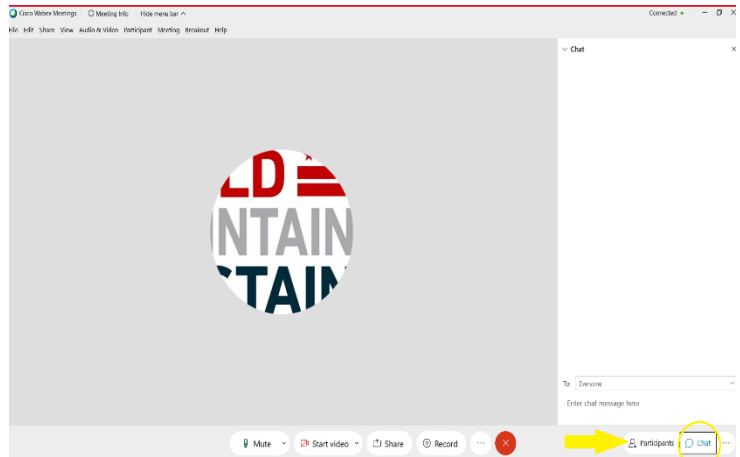 Cisco Webex Meetings Meeting Info Hide menu bar Connected
File Edit Share View Audio & Video Participant Meeting Breakout Help
Chat
LD
NTAIN
STAIN
To: Everyone
Enter chat message here
Mute Start video Share Record Participants Chat